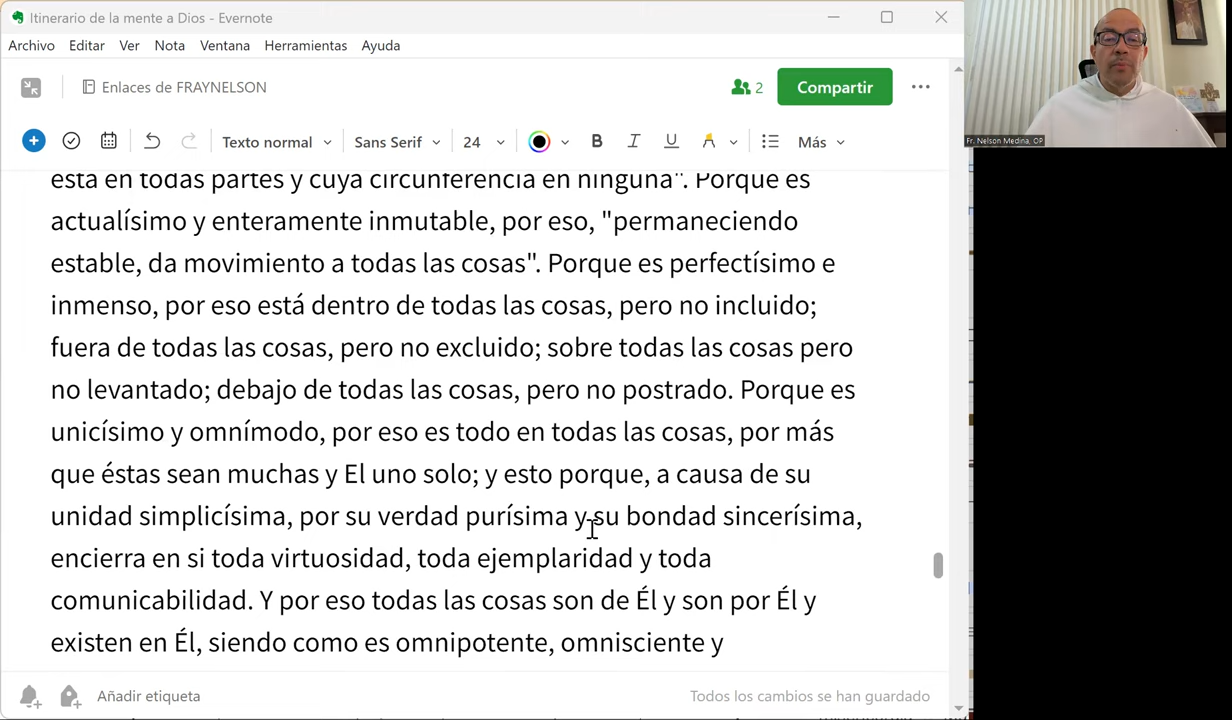 Itinerario de la mente a Dios - Evernote
Archivo Editar Ver Nota Ventana Herramientas Ayuda
Enlaces de FRAYNELSON
2
Compartir
Texto normal
Sans Serif
24
B I U
Más
está en todas partes y cuya circunferencia en ninguna". Porque es
actualísimo y enteramente inmutable, por eso, "permaneciendo
estable, da movimiento a todas las cosas". Porque es perfectísimo e
inmenso, por eso está dentro de todas las cosas, pero no incluido;
fuera de todas las cosas, pero no excluido; sobre todas las cosas pero
no levantado; debajo de todas las cosas, pero no postrado. Porque es
unicísimo y omnímodo, por eso es todo en todas las cosas, por más
que éstas sean muchas y El uno solo; y esto porque, a causa de su
unidad simplicísima, por su verdad purísima y su bondad sincerísima,
encierra en si toda virtuosidad, toda ejemplaridad y toda
comunicabilidad. Y por eso todas las cosas son de Él y son por Él y
existen en Él, siendo como es omnipotente, omnisciente y
Añadir etiqueta
Todos los cambios se han guardado
Fr. Nelson Medina, OP